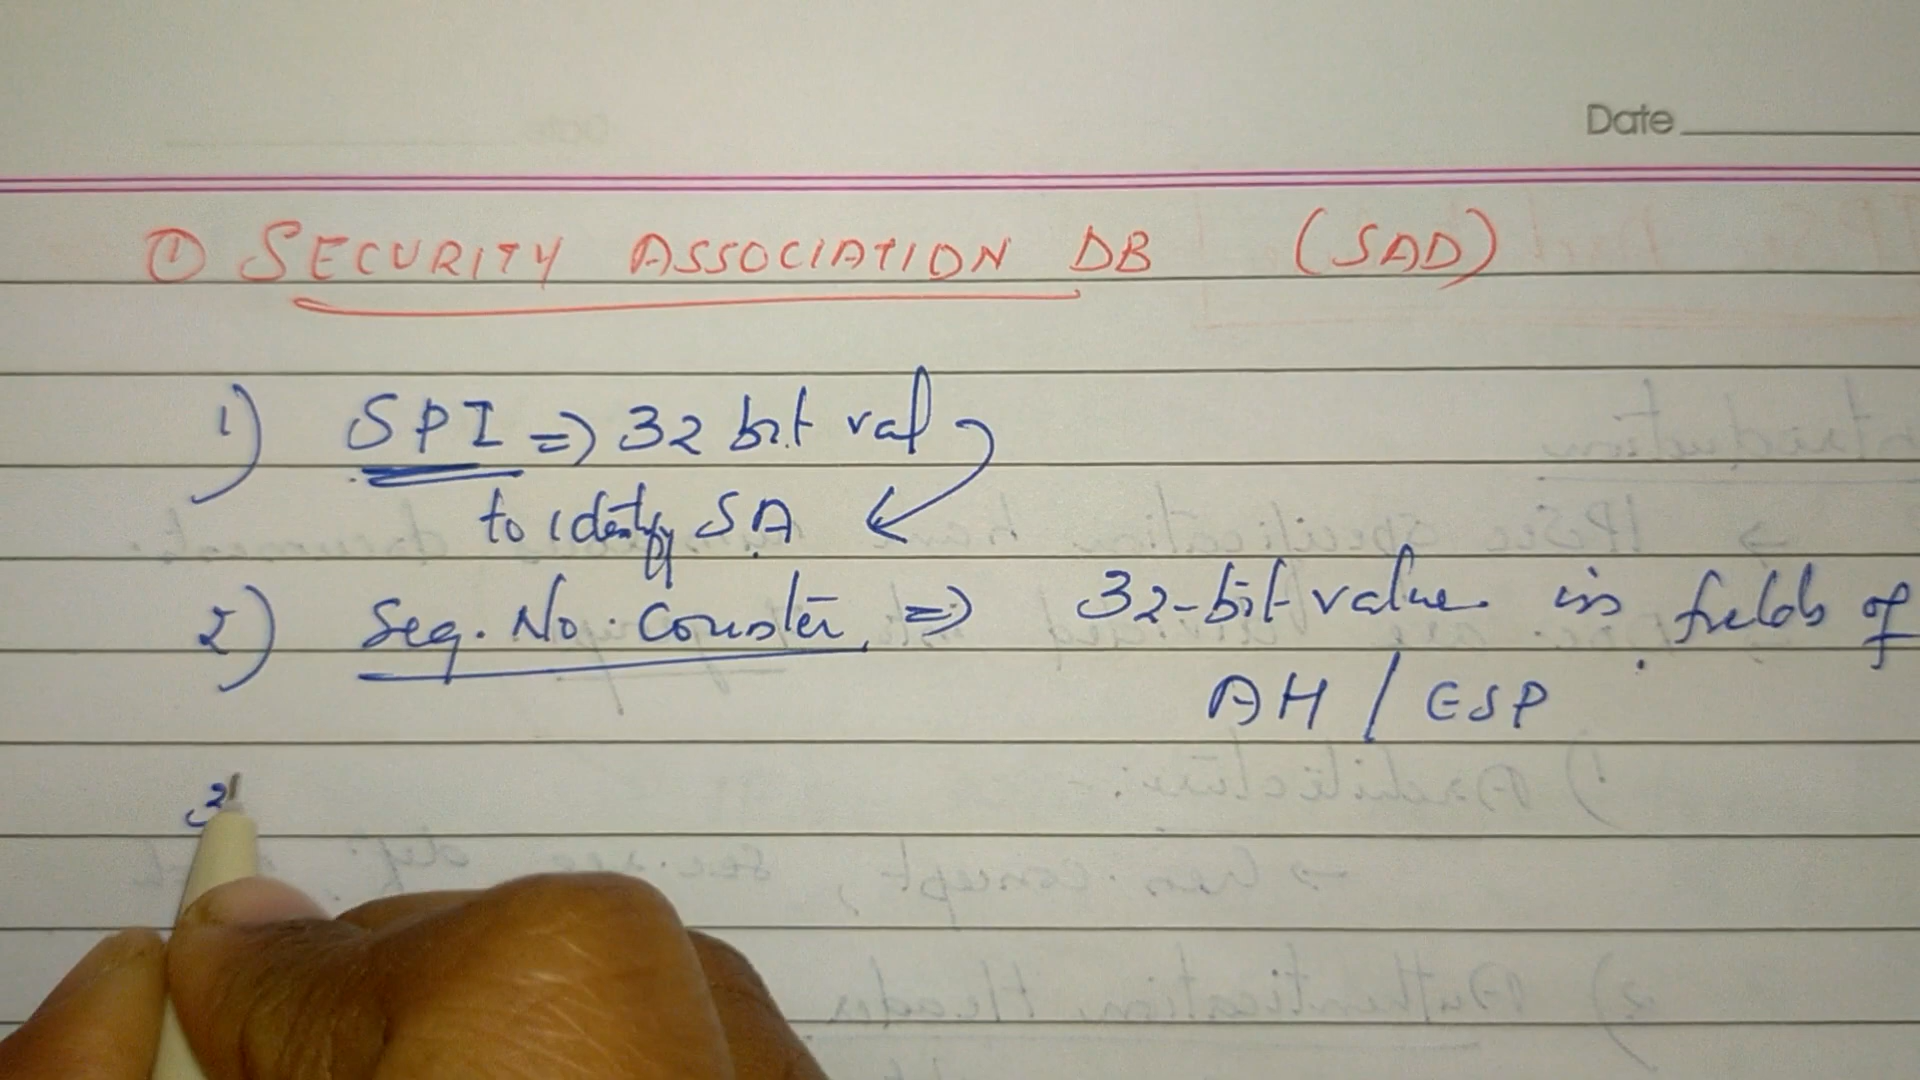 Date
① SECURITY ASSOCIATION DB (SAD)
1) SPI => 32 bit val
to identify SA
2) Seq. No. Counter => 32-bit value in fields of
AH / ESP
3